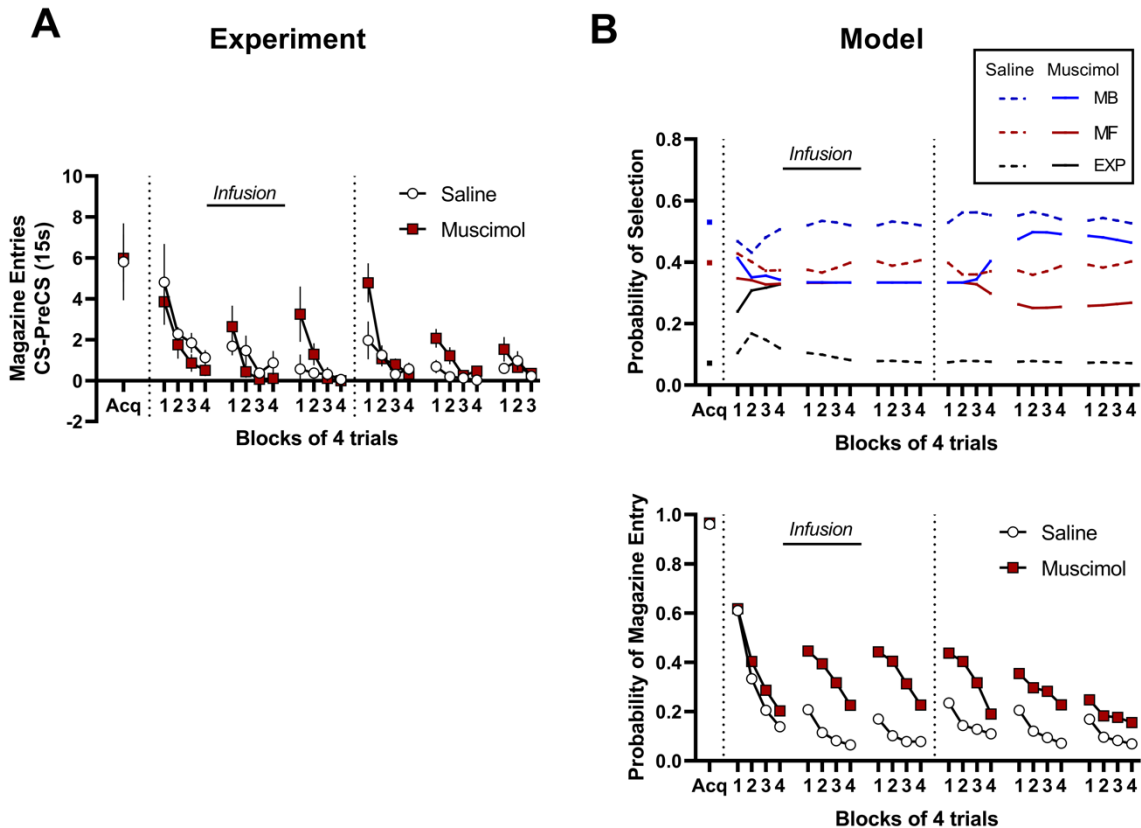 A
Experiment
Magazine Entries
CS-PreCS (15s)
10
8
6
4
2
0
-2
Infusion
Saline
Muscimol
Acq
1 2 3 4
1 2 3 4
1 2 3 4
1 2 3 4
1 2 3 4
1 2 3
Blocks of 4 trials
B
Model
Saline Muscimol
MB
MF
EXP
Probability of Selection
0.8
0.6
0.4
0.2
0.0
Infusion
Acq
1 2 3 4
1 2 3 4
1 2 3 4
1 2 3 4
1 2 3 4
1 2 3 4
Blocks of 4 trials
Probability of Magazine Entry
1.0
0.8
0.6
0.4
0.2
0.0
Infusion
Saline
Muscimol
Acq
1 2 3 4
1 2 3 4
1 2 3 4
1 2 3 4
1 2 3 4
1 2 3 4
Blocks of 4 trials